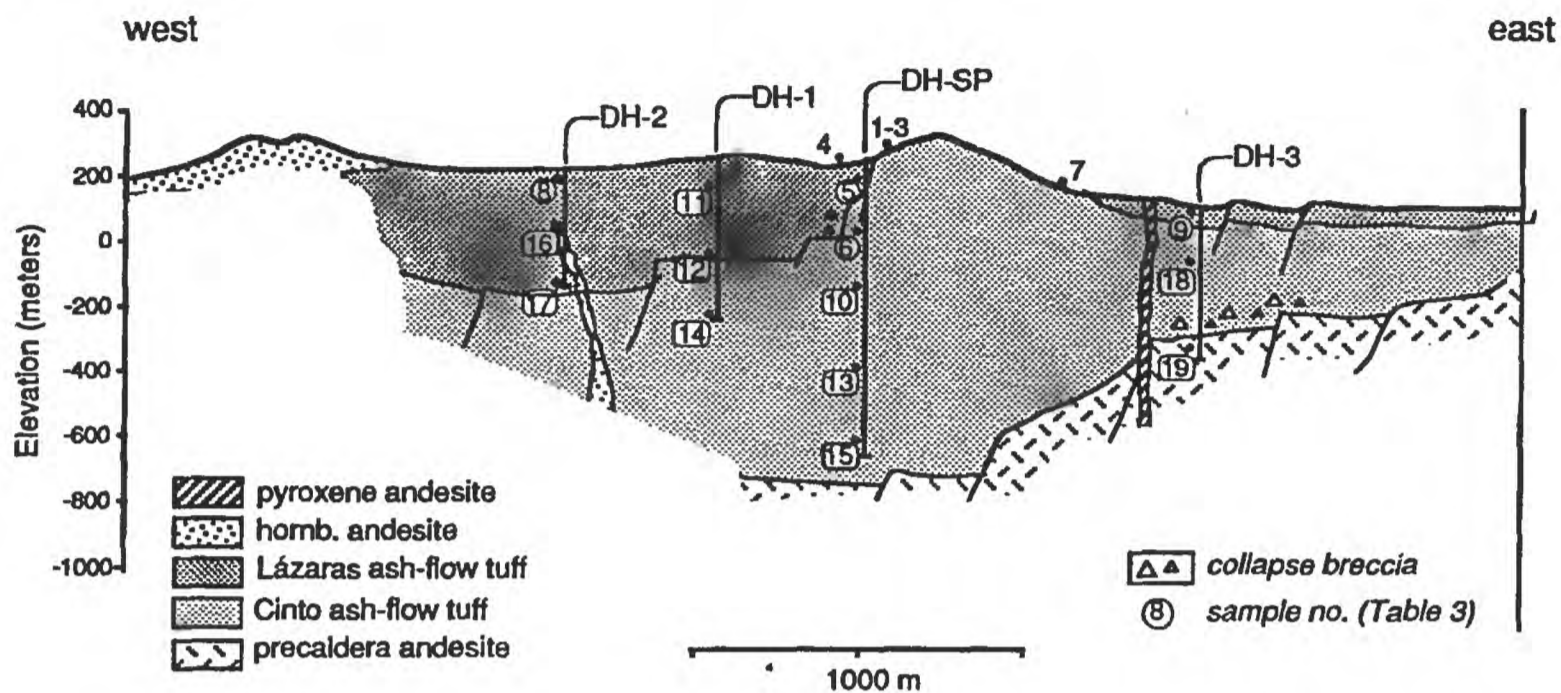 west
east
DH-2
DH-1
DH-SP
1-3
4
7
DH-3
400
200
0
-200
-400
-600
-800
-1000
Elevation (meters)
8
16
17
11
12
14
5
6
10
13
15
9
18
19
pyroxene andesite
hornb. andesite
Lázaras ash-flow tuff
Cinto ash-flow tuff
precaldera andesite
collapse breccia
8 sample no. (Table 3)
1000 m